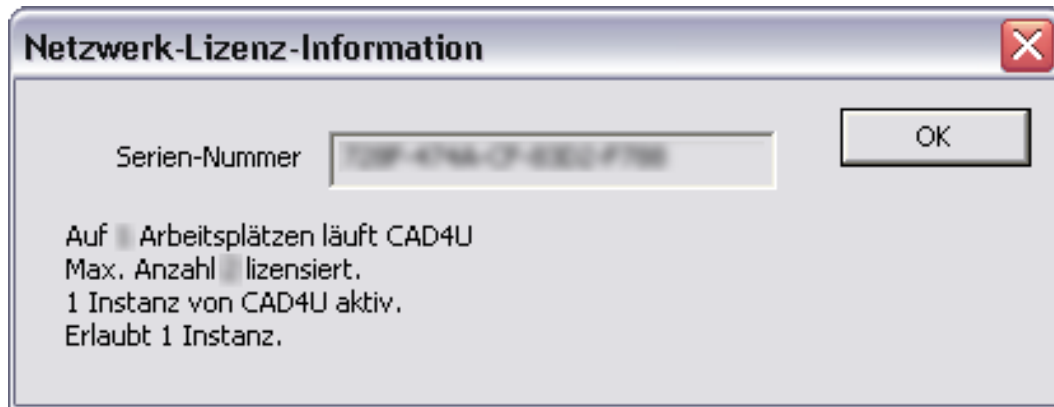 Netzwerk-Lizenz-Information
OK
Serien-Nummer
Auf Arbeitsplätzen läuft CAD4U
Max. Anzahl lizensiert.
1 Instanz von CAD4U aktiv.
Erlaubt 1 Instanz.